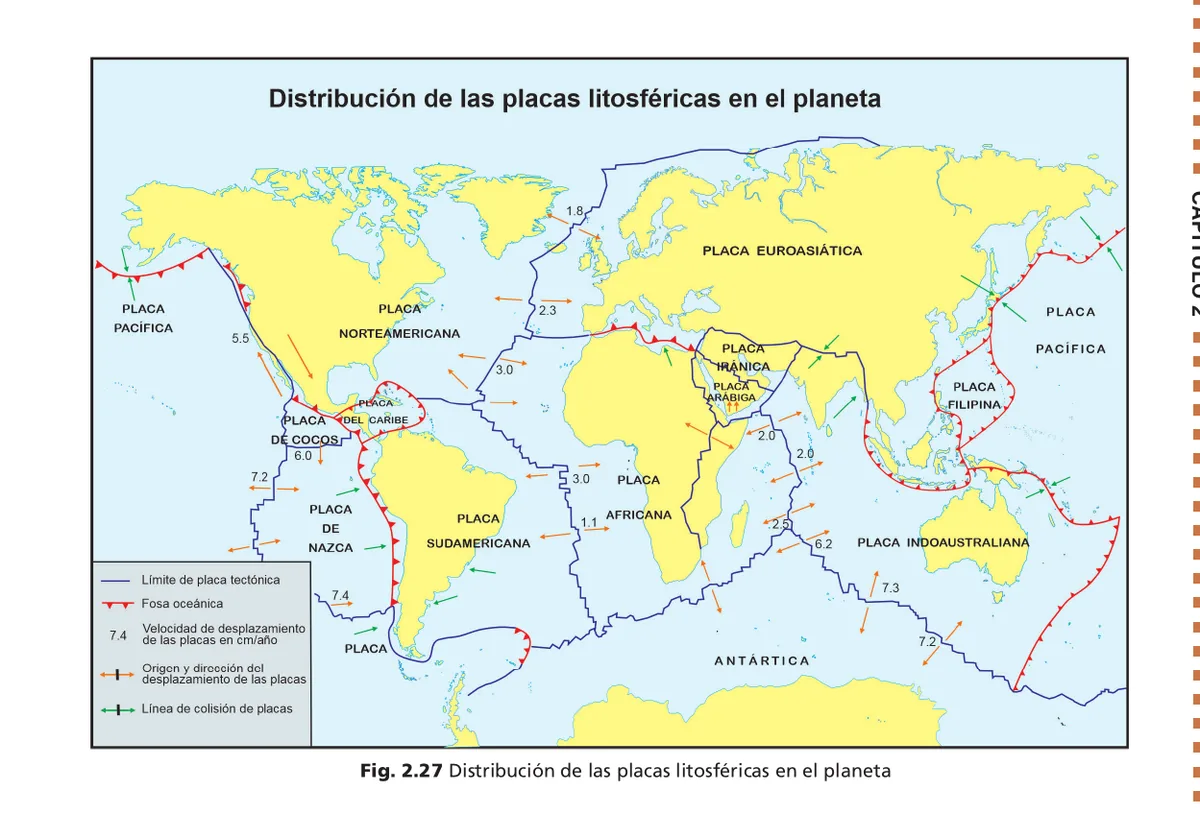 Distribución de las placas litosféricas en el planeta
1.8
PLACA EUROASIÁTICA
PLACA
PACÍFICA
PLACA
NORTEAMERICANA
2.3
PLACA
PACÍFICA
5.5
3.0
PLACA
IRÁNICA
PLACA
ARÁBIGA
PLACA
FILIPINA
PLACA
DEL CARIBE
PLACA
DE COCOS
6.0
2.0
2.0
7.2
3.0
PLACA
AFRICANA
PLACA
DE
NAZCA
PLACA
SUDAMERICANA
1.1
2.5
6.2
PLACA INDOAUSTRALIANA
7.4
7.3
7.2
PLACA
ANTÁRTICA
Límite de placa tectónica
Fosa oceánica
7.4
Velocidad de desplazamiento
de las placas en cm/año
Origen y dirección del
desplazamiento de las placas
Línea de colisión de placas
Fig. 2.27 Distribución de las placas litosféricas en el planeta
CAPÍTULO 2